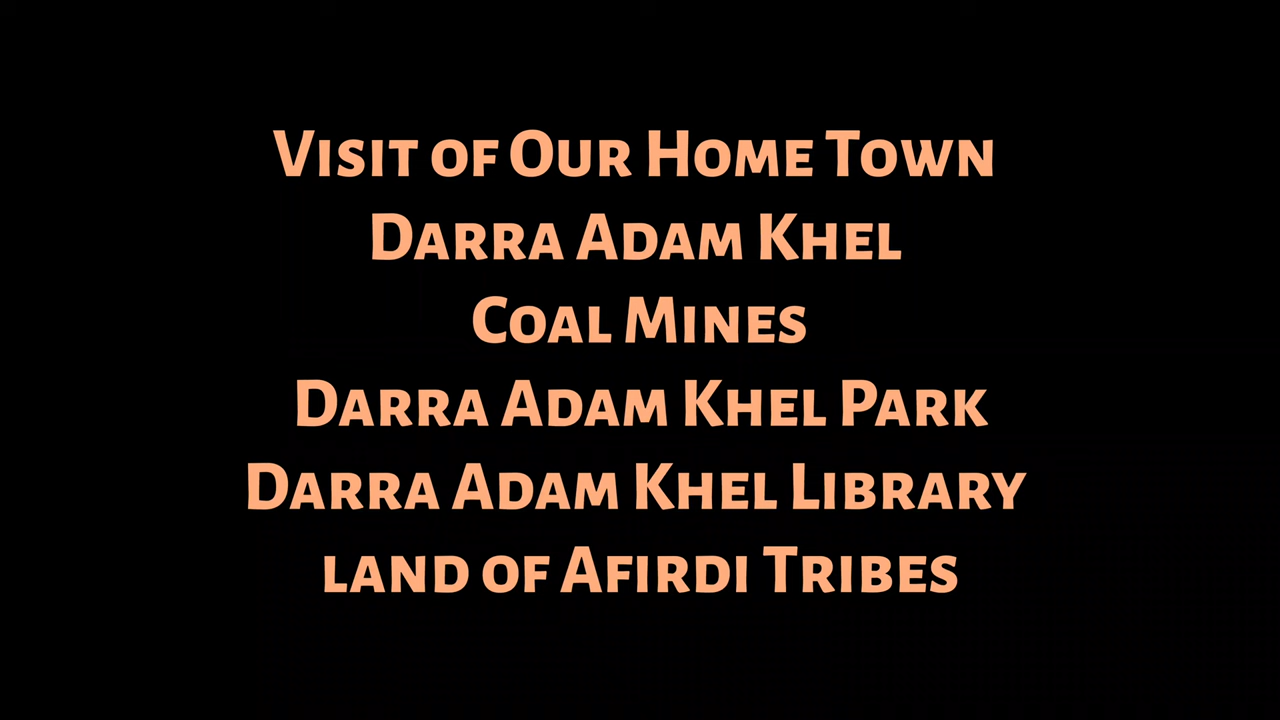 Visit of Our Home Town
Darra Adam Khel
Coal Mines
Darra Adam Khel Park
Darra Adam Khel Library
land of Afirdi Tribes